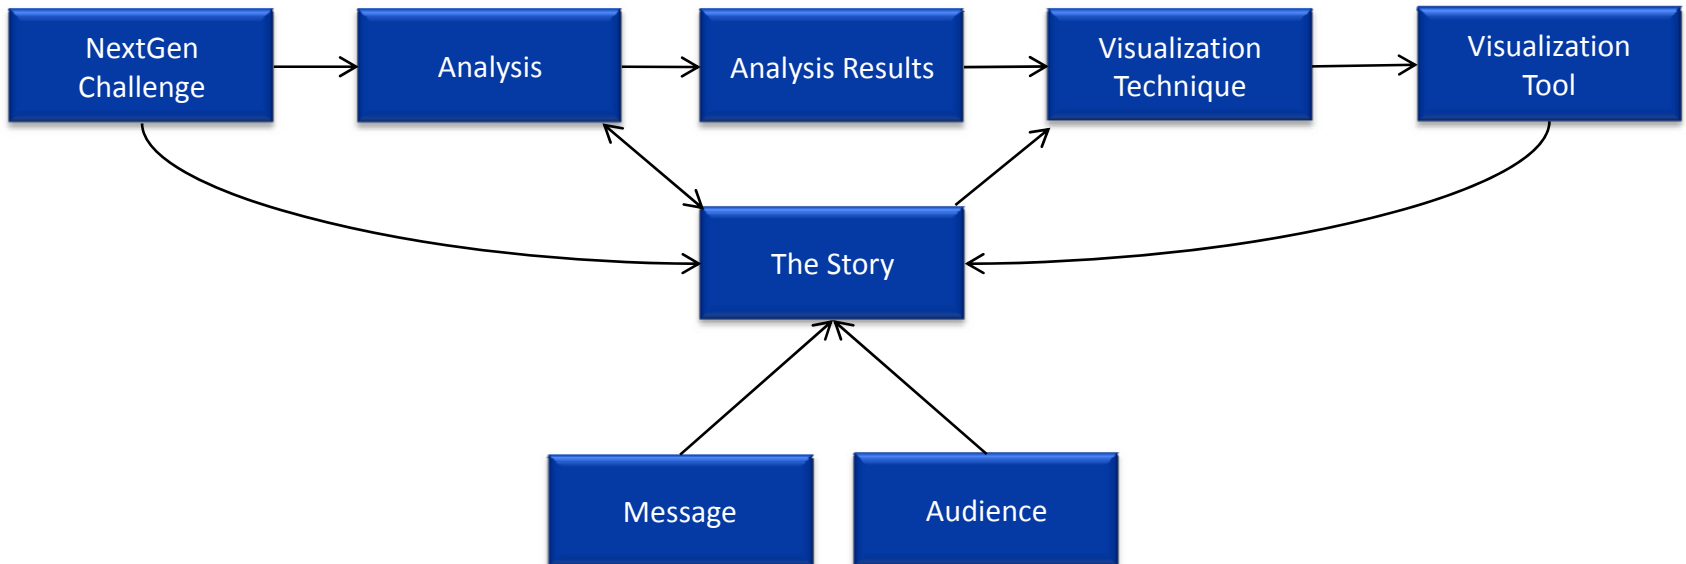 NextGen
Challenge
Analysis
Analysis Results
Visualization
Technique
Visualization
Tool
The Story
Message
Audience